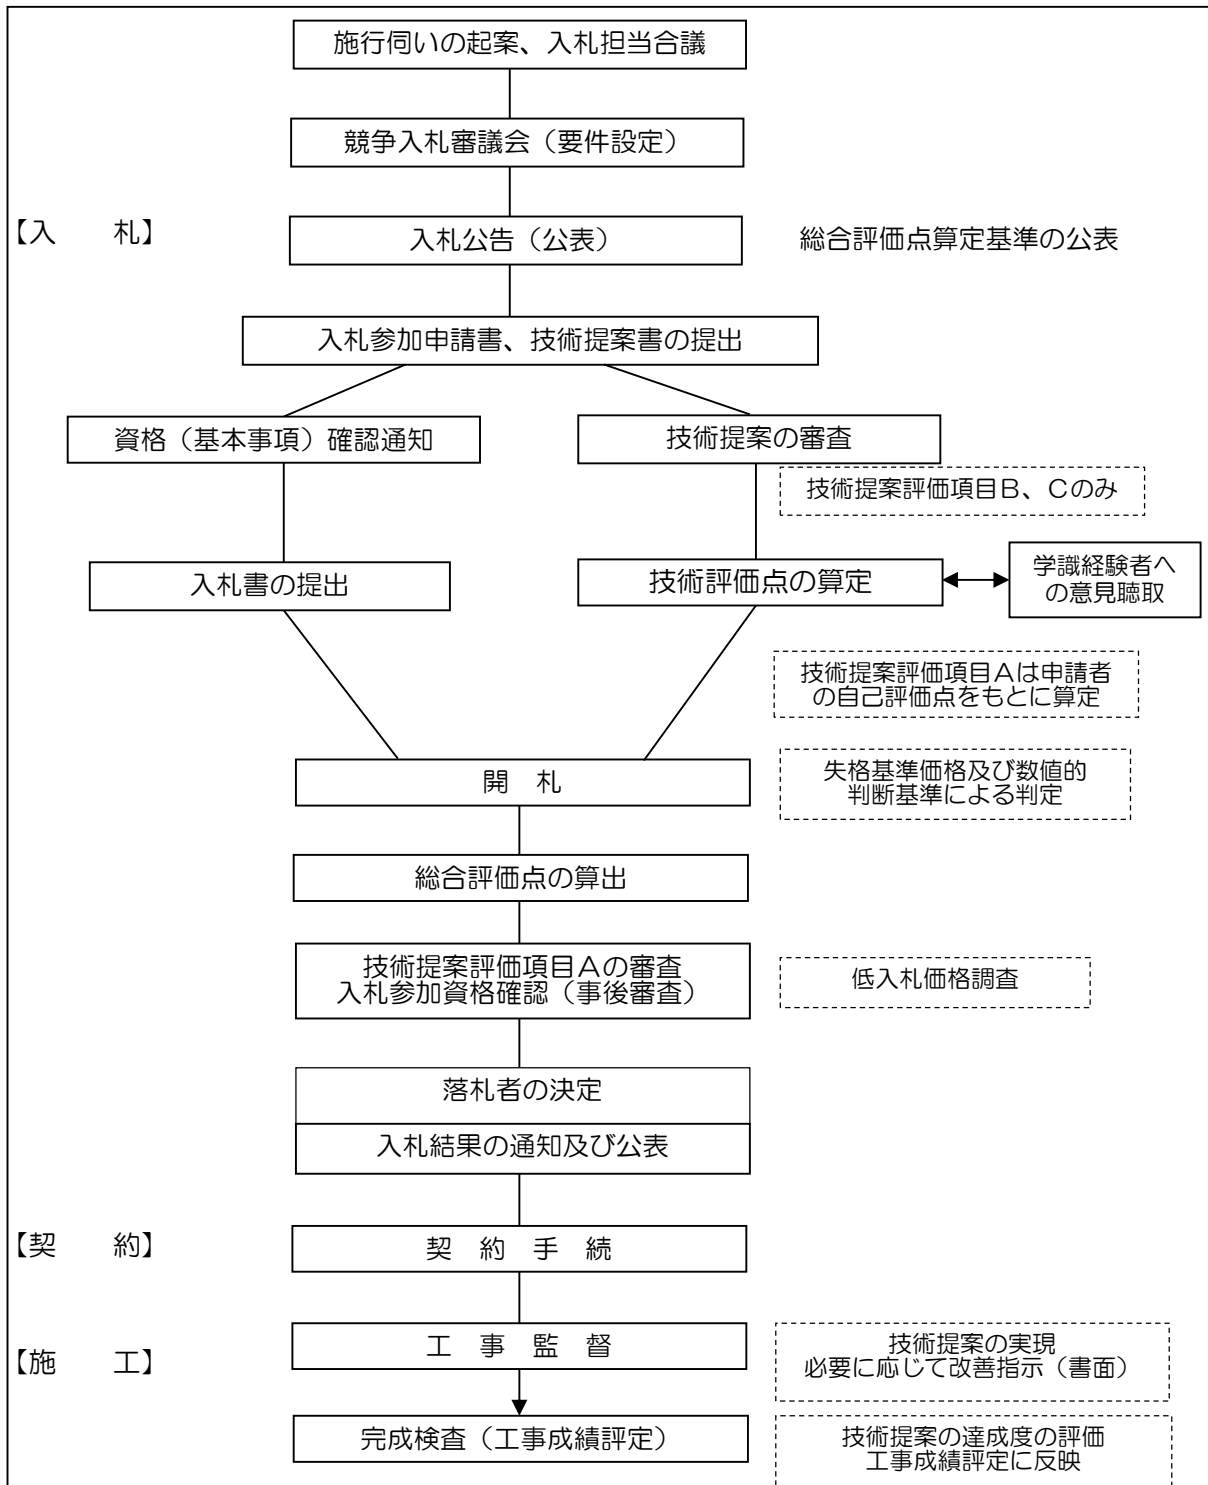 施行伺いの起案、入札担当合議
競争入札審議会（要件設定）
【入　　札】
入札公告（公表）
総合評価点算定基準の公表
入札参加申請書、技術提案書の提出
資格（基本事項）確認通知
技術提案の審査
技術提案評価項目Ｂ、Ｃのみ
入札書の提出
技術評価点の算定
学識経験者へ
の意見聴取
技術提案評価項目Ａは申請者
の自己評価点をもとに算定
開　札
失格基準価格及び数値的
判断基準による判定
総合評価点の算出
技術提案評価項目Ａの審査
入札参加資格確認（事後審査）
低入札価格調査
落札者の決定
入札結果の通知及び公表
【契　　約】
契　約　手　続
工　事　監　督
【施　　工】
技術提案の実現
必要に応じて改善指示（書面）
完成検査（工事成績評定）
技術提案の達成度の評価
工事成績評定に反映